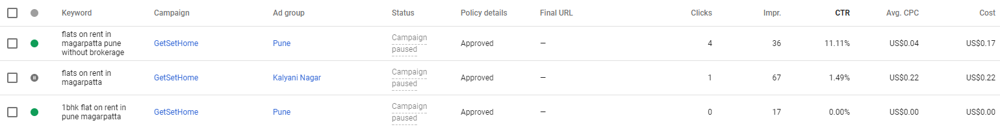 Keyword Campaign Ad group Status Policy details Final URL Clicks Impr. CTR Avg. CPC Cost
flats on rent in
magarpatta pune
without brokerage
GetSetHome Pune Campaign
paused
Approved — 4 36 11.11% US$0.04 US$0.17
flats on rent in
magarpatta
GetSetHome Kalyani Nagar Campaign
paused
Approved — 1 67 1.49% US$0.22 US$0.22
1bhk flat on rent in
pune magarpatta
GetSetHome Pune Campaign
paused
Approved — 0 17 0.00% US$0.00 US$0.00